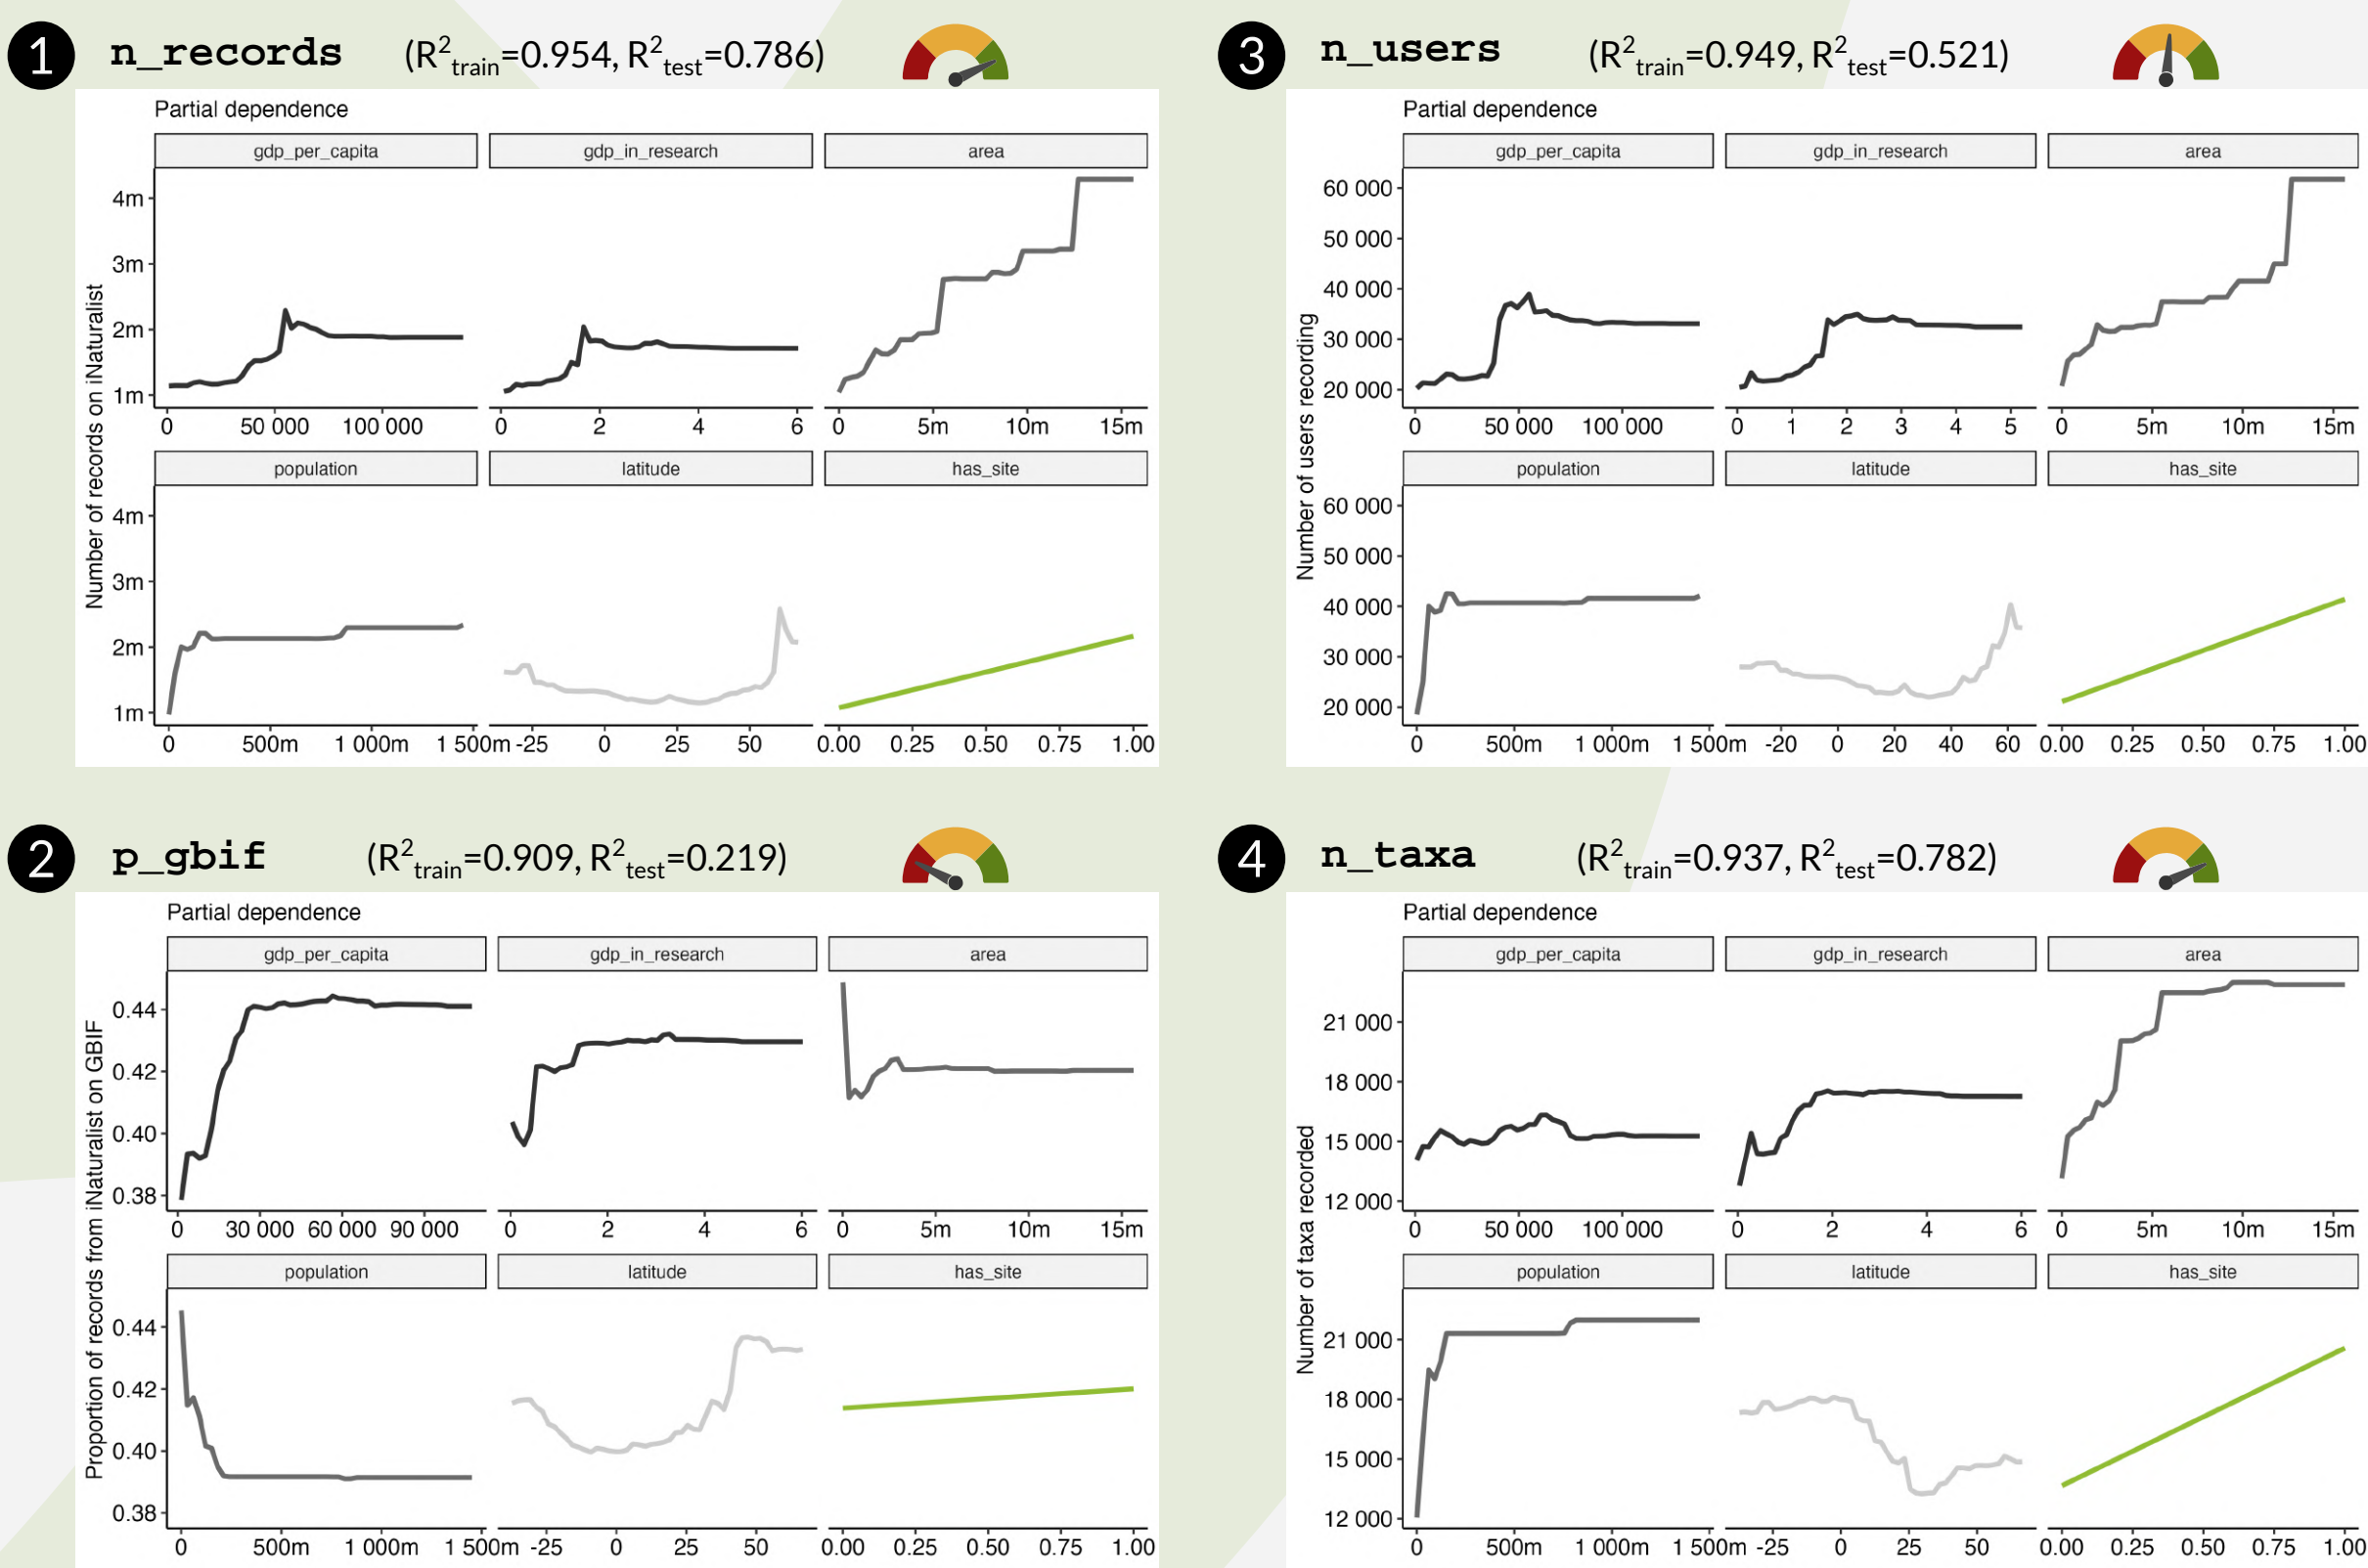 1 n_records (R²train=0.954, R²test=0.786)
Partial dependence
gdp_per_capita gdp_in_research area
Number of records on iNaturalist
4m
3m
2m
1m
0 50 000 100 000 0 2 4 6 0 5m 10m 15m
population latitude has_site
4m
3m
2m
1m
0 500m 1 000m 1 500m -25 0 25 50 0.00 0.25 0.50 0.75 1.00
2 p_gbif (R²train=0.909, R²test=0.219)
Partial dependence
gdp_per_capita gdp_in_research area
Proportion of records from iNaturalist on GBIF
0.44
0.42
0.40
0.38
0 30 000 60 000 90 000 0 2 4 6 0 5m 10m 15m
population latitude has_site
0.44
0.42
0.40
0.38
0 500m 1 000m 1 500m -25 0 25 50 0.00 0.25 0.50 0.75 1.00
3 n_users (R²train=0.949, R²test=0.521)
Partial dependence
gdp_per_capita gdp_in_research area
Number of users recording
60 000
50 000
40 000
30 000
20 000
0 50 000 100 000 0 1 2 3 4 5 0 5m 10m 15m
population latitude has_site
60 000
50 000
40 000
30 000
20 000
0 500m 1 000m 1 500m -20 0 20 40 60 0.00 0.25 0.50 0.75 1.00
4 n_taxa (R²train=0.937, R²test=0.782)
Partial dependence
gdp_per_capita gdp_in_research area
Number of taxa recorded
21 000
18 000
15 000
12 000
0 50 000 100 000 0 2 4 6 0 5m 10m 15m
population latitude has_site
21 000
18 000
15 000
12 000
0 500m 1 000m 1 500m -25 0 25 50 0.00 0.25 0.50 0.75 1.00